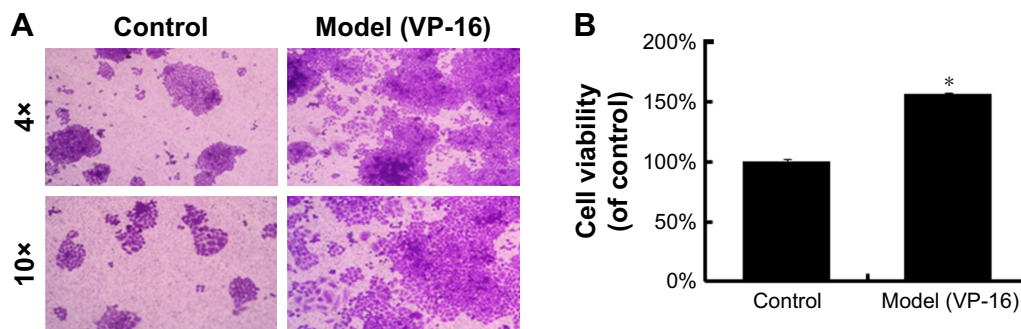 A
Control
Model (VP-16)
4×
10×
B
Cell viability
(of control)
200%
150%
100%
50%
0%
*
Control
Model (VP-16)